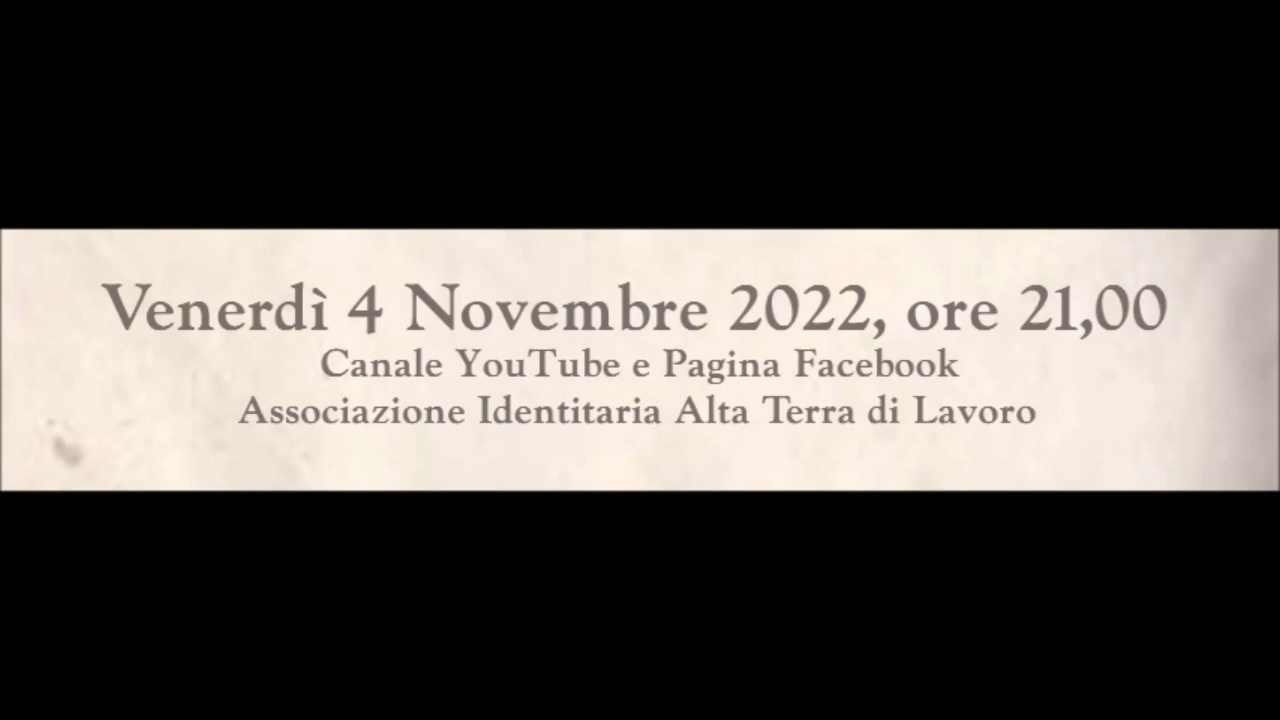 Venerdì 4 Novembre 2022, ore 21,00
Canale YouTube e Pagina Facebook
Associazione Identitaria Alta Terra di Lavoro